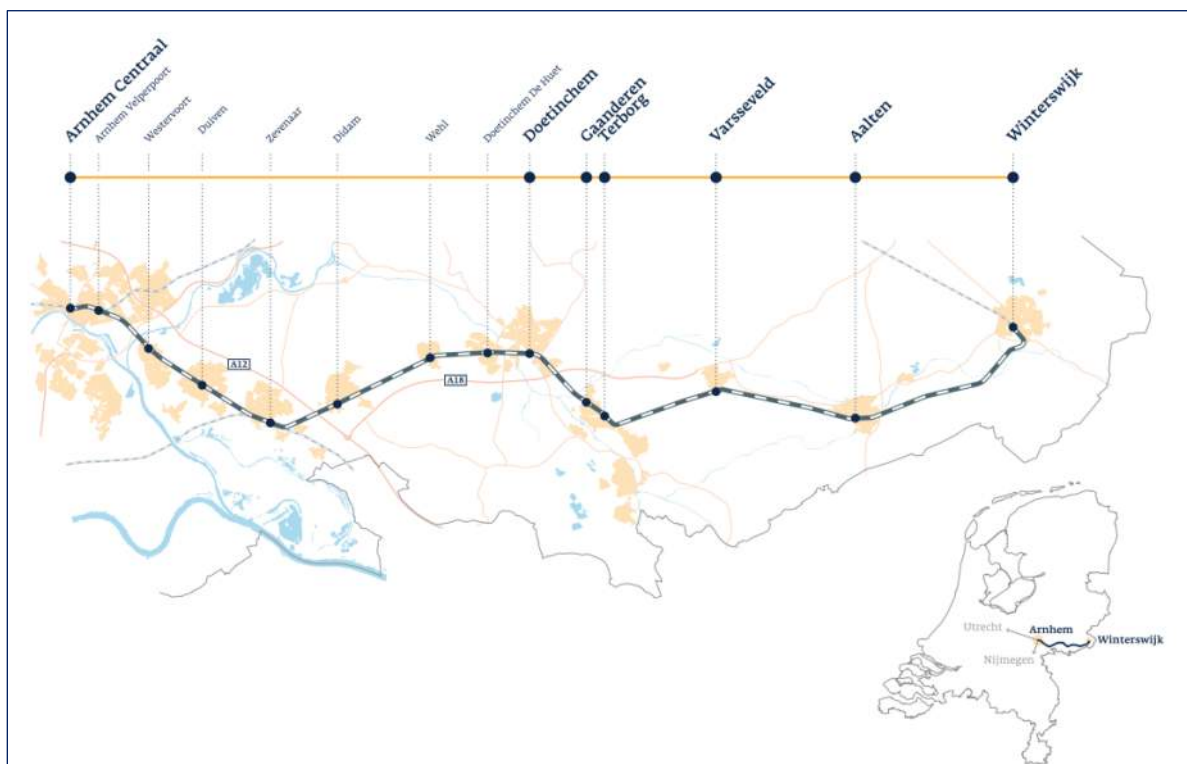 Arnhem Centraal
Arnhem Velperpoort
Westervoort
Duiven
Zevenaar
Didam
Wehl
Doetinchem De Huet
Doetinchem
Gaanderen
Terborg
Varsseveld
Aalten
Winterswijk
A12
A18
Utrecht
Arnhem
Winterswijk
Nijmegen